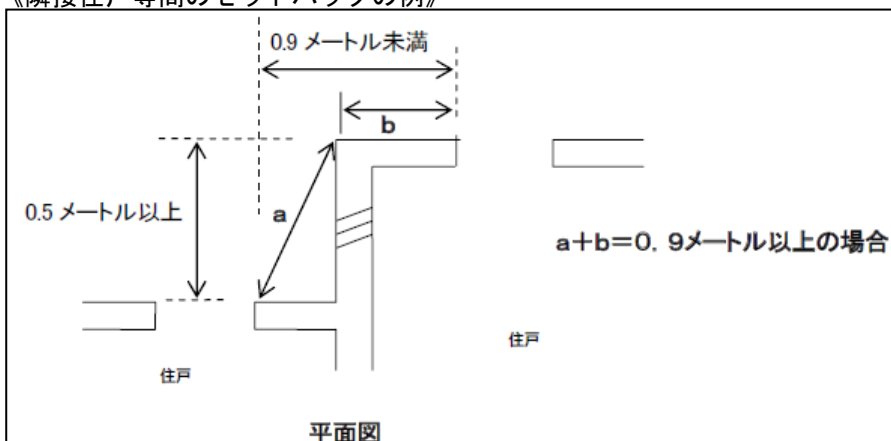 《隣接住戸等間のセットバックの例》
0.9メートル未満
b
0.5メートル以上
a
a+b=0.9メートル以上の場合
住戸
住戸
平面図